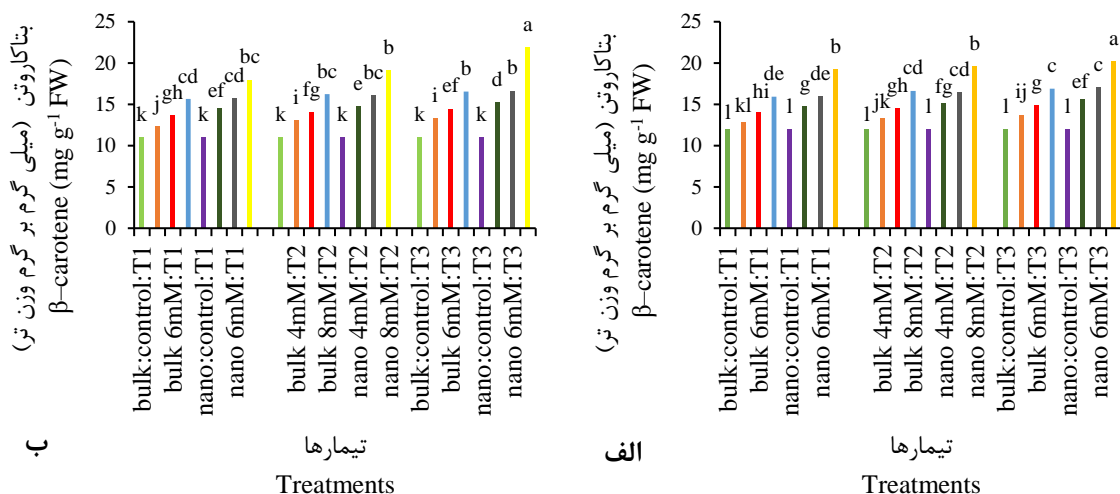 بتاکاروتن (میلی گرم بر گرم وزن تر)
β–carotene (mg g-1 FW)
25
20
15
10
5
0
k j gh cd k ef cd bc k i fg bc k e bc b k i ef b k d b a
bulk:control:T1
bulk 6mM:T1
nano:control:T1
nano 6mM:T1
bulk 4mM:T2
bulk 8mM:T2
nano 4mM:T2
nano 8mM:T2
bulk:control:T3
bulk 6mM:T3
nano:control:T3
nano 6mM:T3
تیمارها
Treatments
ب
بتاکاروتن (میلی گرم بر گرم وزن تر)
β–carotene (mg g-1 FW)
25
20
15
10
5
0
l kl hi de l g de b l jk gh cd l fg cd b l ij g c l ef c a
bulk:control:T1
bulk 6mM:T1
nano:control:T1
nano 6mM:T1
bulk 4mM:T2
bulk 8mM:T2
nano 4mM:T2
nano 8mM:T2
bulk:control:T3
bulk 6mM:T3
nano:control:T3
nano 6mM:T3
تیمارها
Treatments
الف